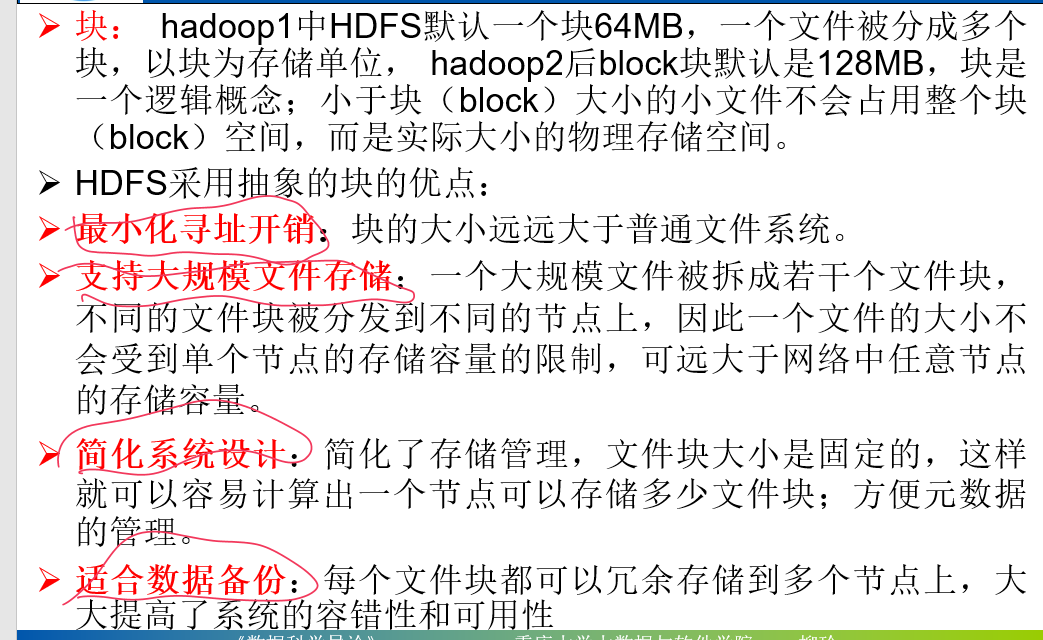 块： hadoop1中HDFS默认一个块64MB，一个文件被分成多个
块，以块为存储单位， hadoop2后block块默认是128MB，块是
一个逻辑概念；小于块（block）大小的小文件不会占用整个块
（block）空间，而是实际大小的物理存储空间。
HDFS采用抽象的块的优点：
最小化寻址开销：块的大小远远大于普通文件系统。
支持大规模文件存储：一个大规模文件被拆成若干个文件块，
不同的文件块被分发到不同的节点上，因此一个文件的大小不
会受到单个节点的存储容量的限制，可远大于网络中任意节点
的存储容量。
简化系统设计：简化了存储管理，文件块大小是固定的，这样
就可以容易计算出一个节点可以存储多少文件块；方便元数据
的管理。
适合数据备份：每个文件块都可以冗余存储到多个节点上，大
大提高了系统的容错性和可用性